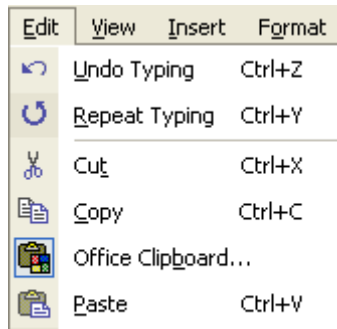 Edit View Insert Format
Undo Typing Ctrl+Z
Repeat Typing Ctrl+Y
Cut Ctrl+X
Copy Ctrl+C
Office Clipboard...
Paste Ctrl+V